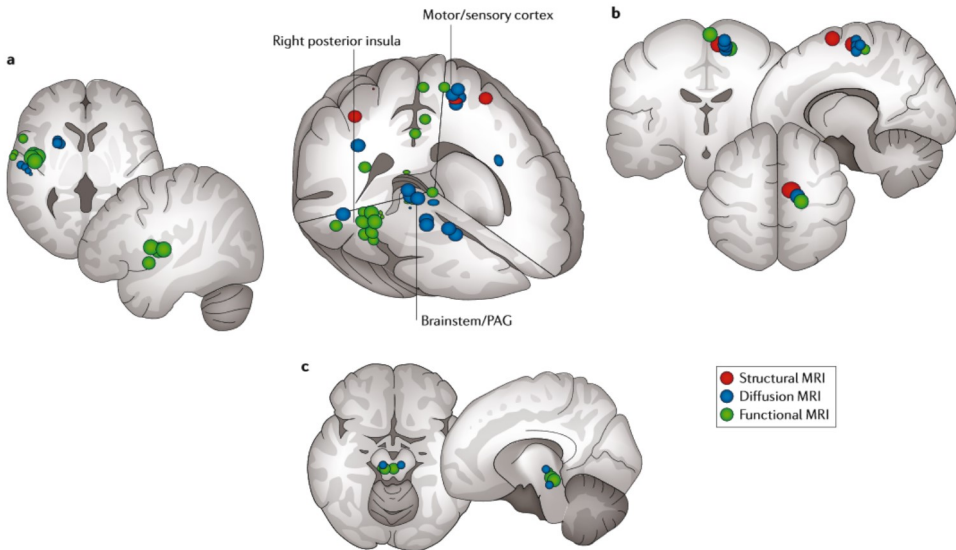 Motor/sensory cortex
b
Right posterior insula
a
Brainstem/PAG
c
Structural MRI
Diffusion MRI
Functional MRI